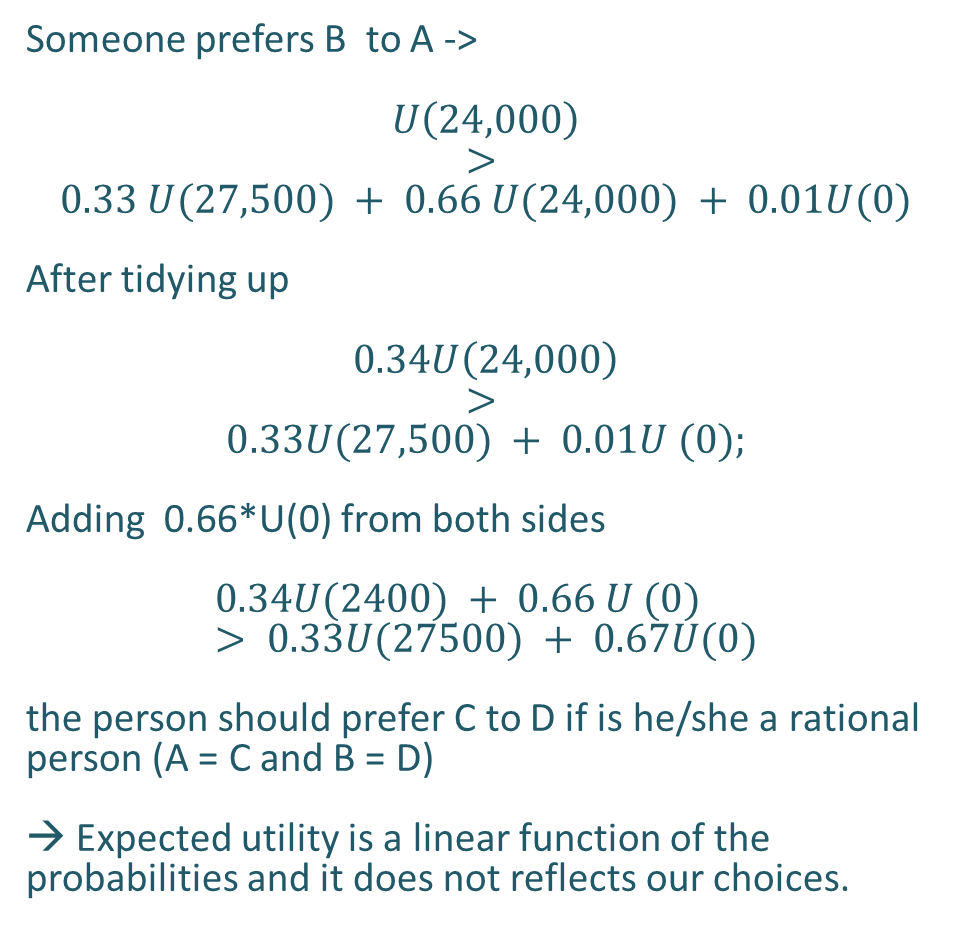 Someone prefers B to A ->
U(24,000)
>
0.33 U(27,500) + 0.66 U(24,000) + 0.01U(0)
After tidying up
0.34U(24,000)
>
0.33U(27,500) + 0.01U (0);
Adding 0.66*U(0) from both sides
0.34U(2400) + 0.66 U (0)
> 0.33U(27500) + 0.67U(0)
the person should prefer C to D if is he/she a rational
person (A = C and B = D)
→ Expected utility is a linear function of the
probabilities and it does not reflects our choices.